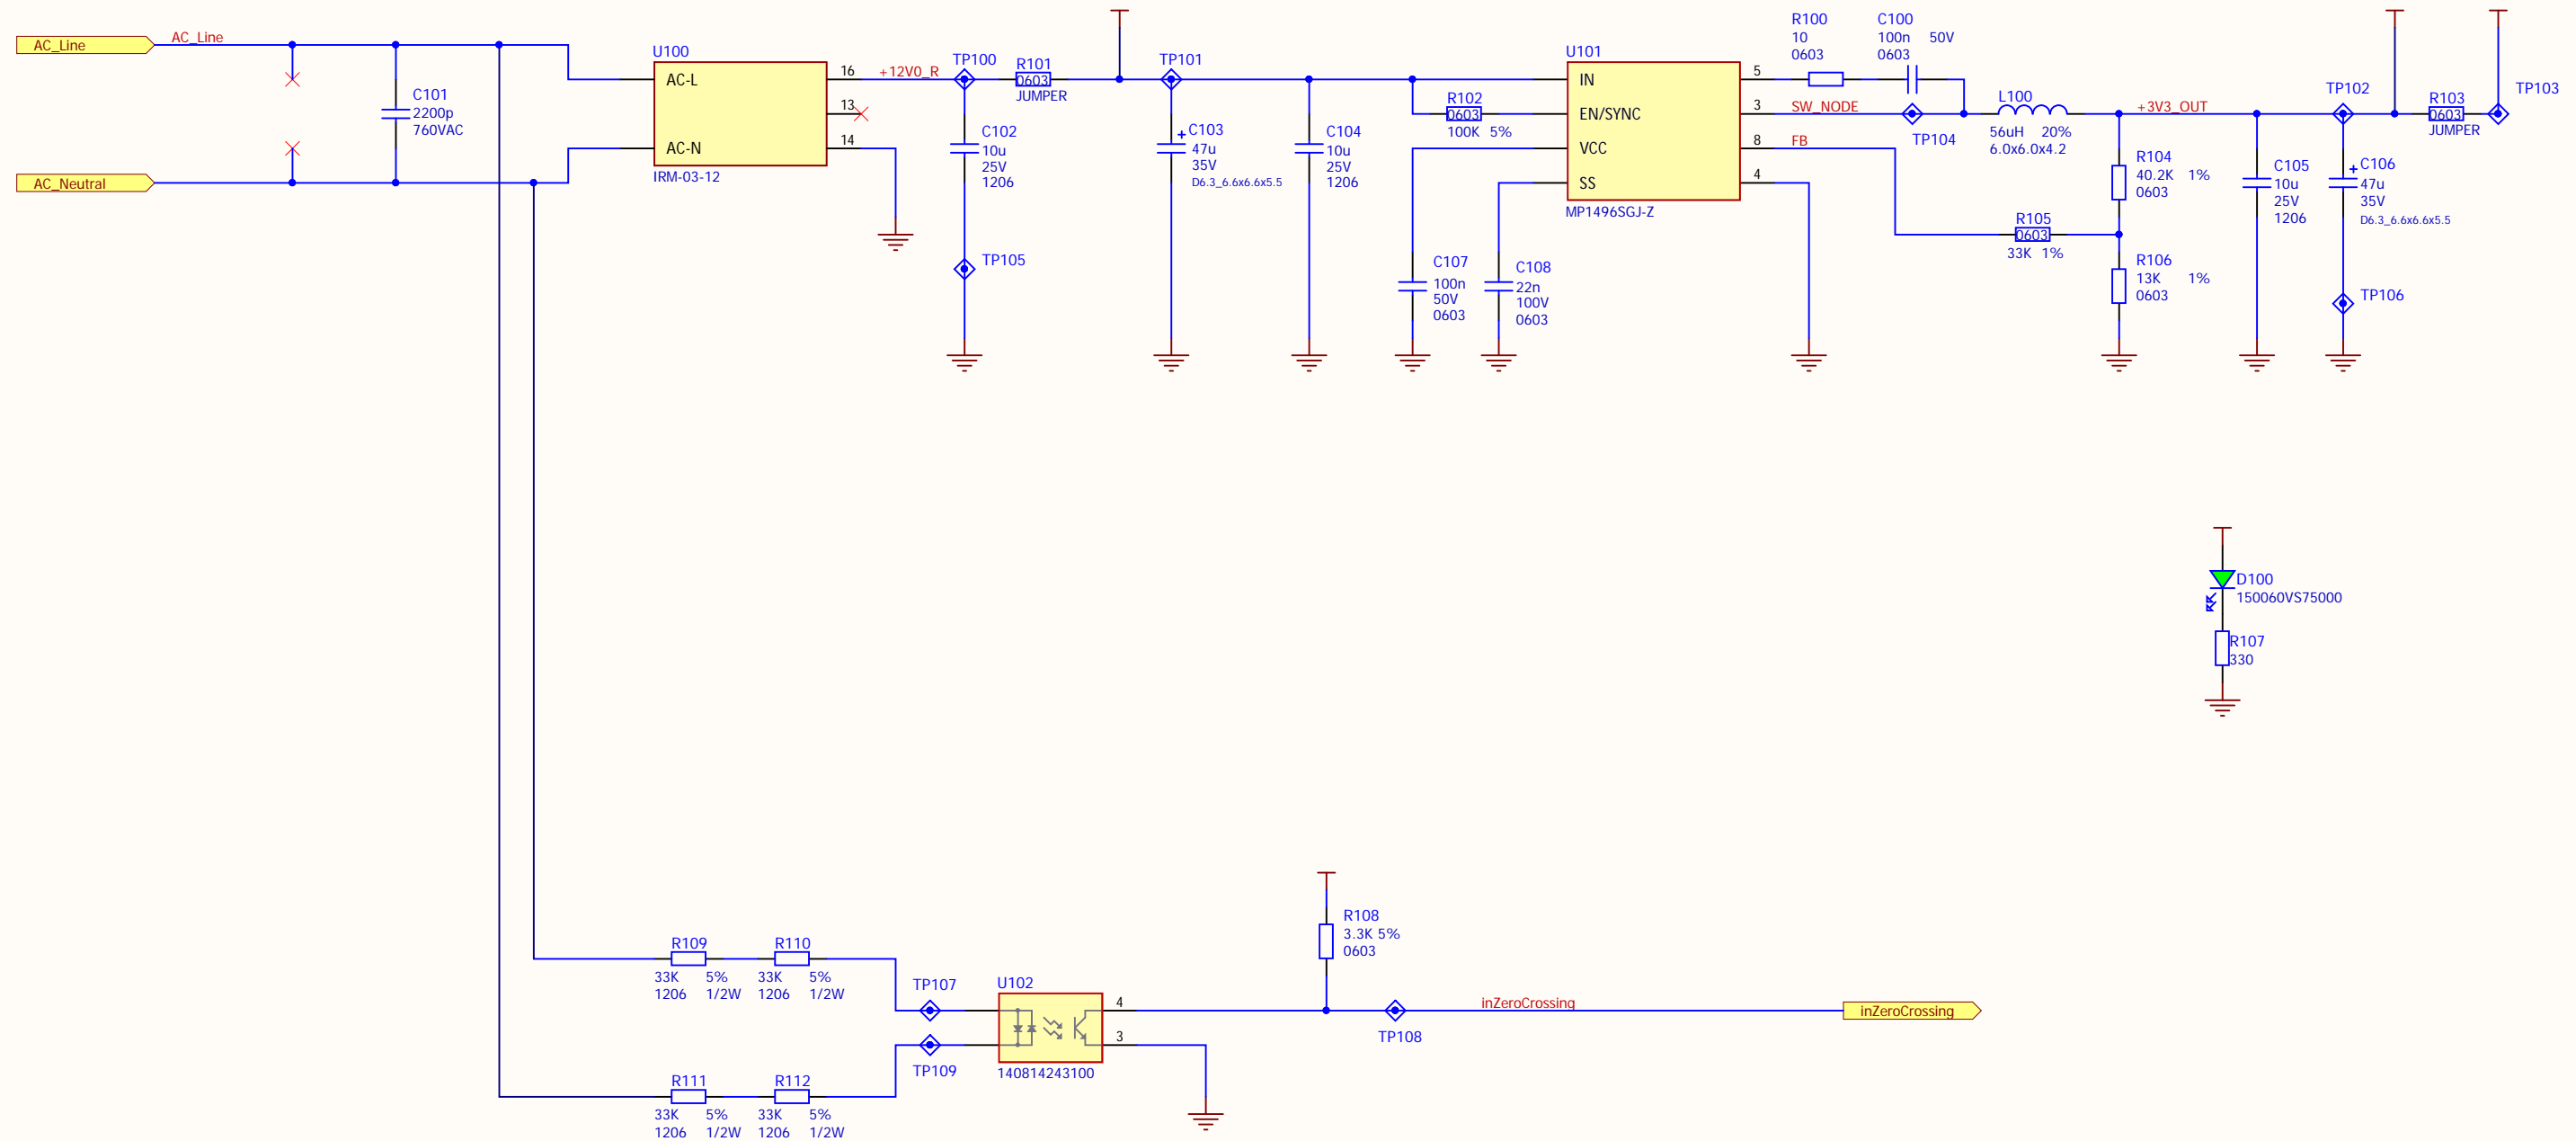 AC_Line
AC_Line
U100
AC-L
AC-N
16
13
14
IRM-03-12
C101
2200p
760VAC
AC_Neutral
+12V0_R
TP100
R101
0603
JUMPER
C102
10u
25V
1206
TP105
TP101
C103
47u
35V
D6.3_6.6x6.6x5.5
C104
10u
25V
1206
R102
0603
100K 5%
U101
IN
EN/SYNC
VCC
SS
5
3
8
4
MP1496SGJ-Z
C107
100n
50V
0603
C108
22n
100V
0603
R100
10
0603
C100
100n 50V
0603
SW_NODE
FB
TP104
L100
56uH 20%
6.0x6.0x4.2
+3V3_OUT
R104
40.2K 1%
0603
R105
0603
33K 1%
R106
13K 1%
0603
C105
10u
25V
1206
TP102
C106
47u
35V
D6.3_6.6x6.6x5.5
TP106
R103
0603
JUMPER
TP103
D100
150060VS75000
R107
330
R108
3.3K 5%
0603
R109
33K 5%
1206 1/2W
R110
33K 5%
1206 1/2W
TP107
U102
4
3
140814243100
TP109
TP108
inZeroCrossing
inZeroCrossing
R111
33K 5%
1206 1/2W
R112
33K 5%
1206 1/2W